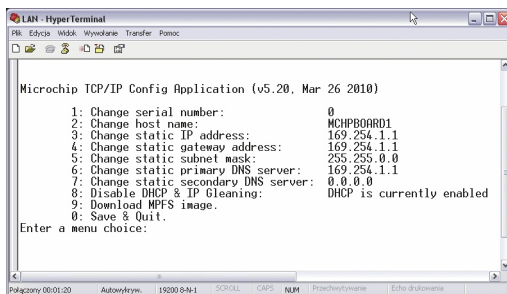 LAN - HyperTerminal
Plik Edycja Widok Wywołanie Transfer Pomoc
Microchip TCP/IP Config Application (v5.20, Mar 26 2010)
1: Change serial number: 0
2: Change host name: MCHPBOARD1
3: Change static IP address: 169.254.1.1
4: Change static gateway address: 169.254.1.1
5: Change static subnet mask: 255.255.0.0
6: Change static primary DNS server: 169.254.1.1
7: Change static secondary DNS server: 0.0.0.0
8: Disable DHCP & IP Gleaning: DHCP is currently enabled
9: Download MPFS image.
0: Save & Quit.
Enter a menu choice:
Połączony 00:01:20 Autowykryw. 19200 8-N-1 SCROLL CAPS NUM Przechwytywanie Echo drukowania